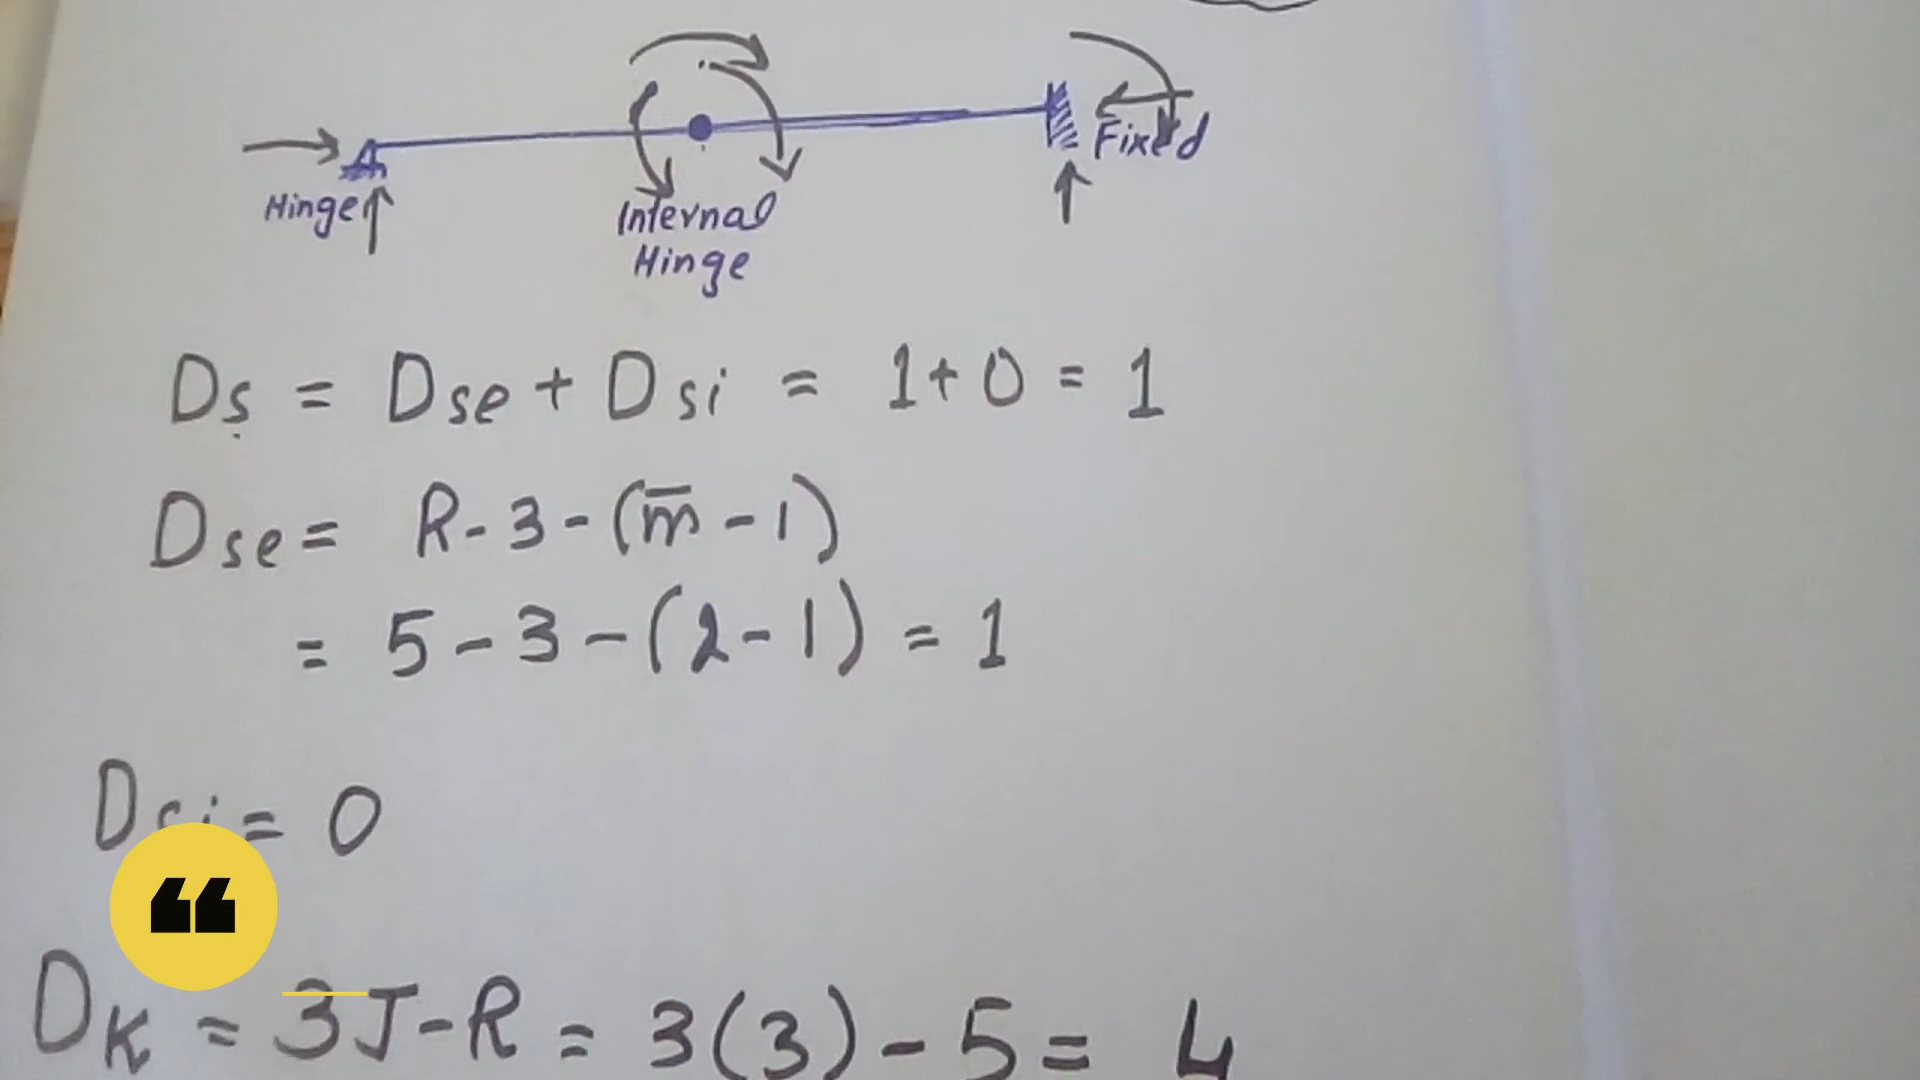 Hinge
Internal
Hinge
Fixed
Ds = Dse + Dsi = 1 + 0 = 1
Dse = R - 3 - (m̅ - 1)
= 5 - 3 - (2 - 1) = 1
Dsi = 0
DK = 3J - R = 3(3) - 5 = 4